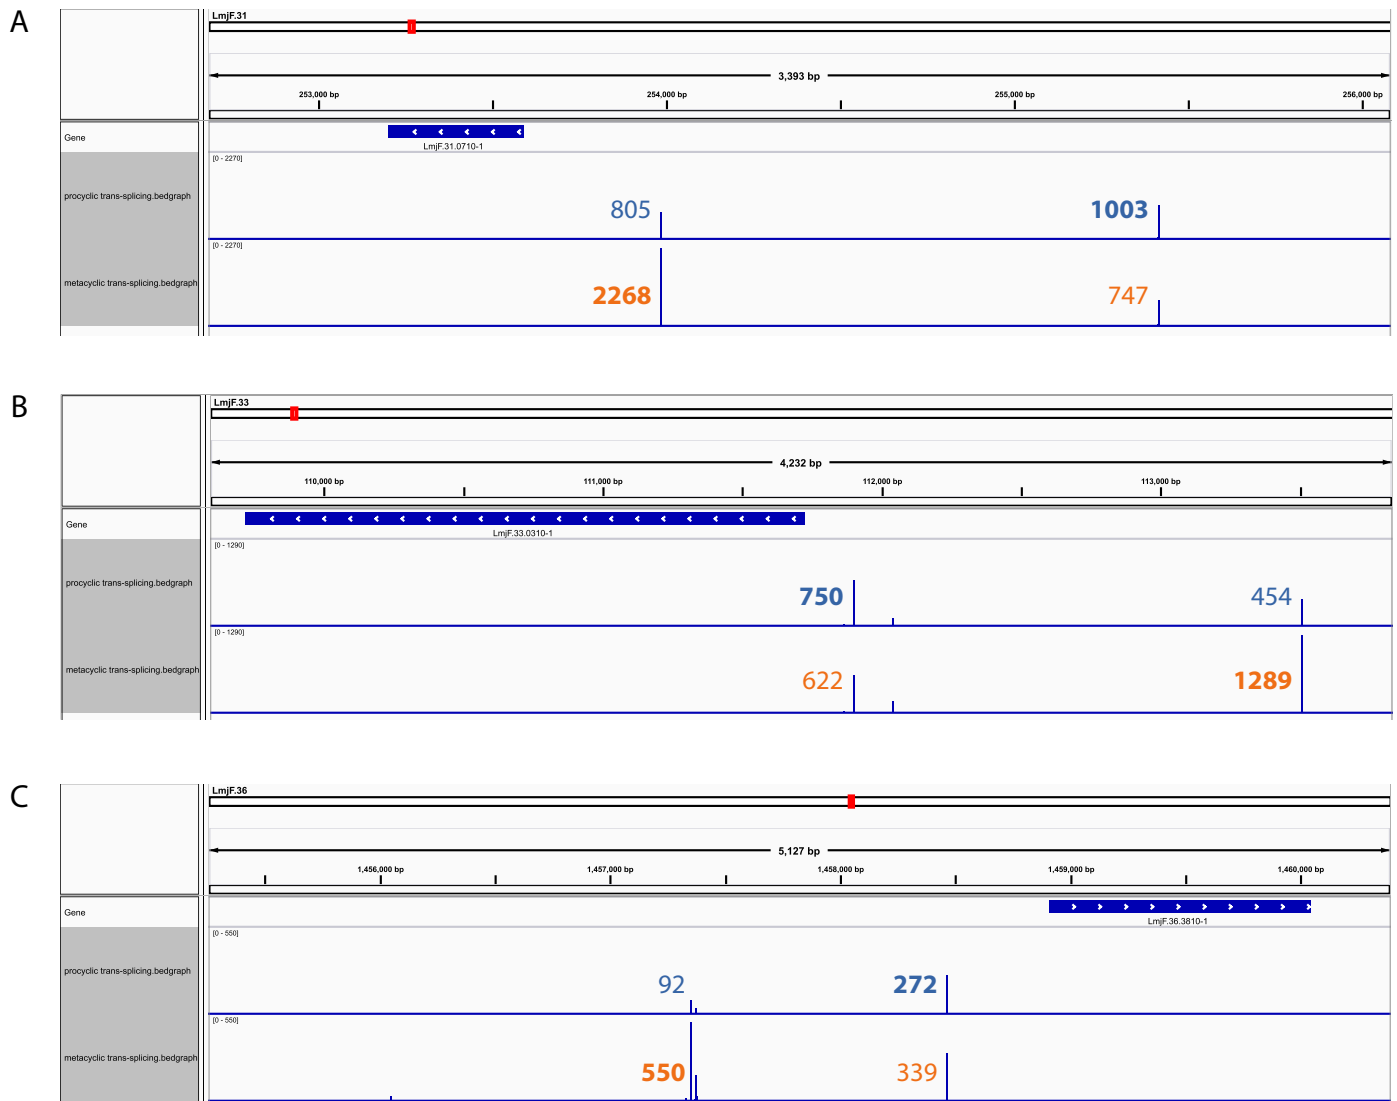 A
LmjF.31
3,393 bp
253,000 bp 254,000 bp 255,000 bp 256,000 bp
Gene
LmjF.31.0710-1
[0 - 2270]
procyclic trans-splicing.bedgraph
805 1003
[0 - 2270]
metacyclic trans-splicing.bedgraph
2268 747
B
LmjF.33
4,232 bp
110,000 bp 111,000 bp 112,000 bp 113,000 bp
Gene
LmjF.33.0310-1
[0 - 1290]
procyclic trans-splicing.bedgraph
750 454
[0 - 1290]
metacyclic trans-splicing.bedgraph
622 1289
C
LmjF.36
5,127 bp
1,456,000 bp 1,457,000 bp 1,458,000 bp 1,459,000 bp 1,460,000 bp
Gene
LmjF.36.3810-1
[0 - 550]
procyclic trans-splicing.bedgraph
92 272
[0 - 550]
metacyclic trans-splicing.bedgraph
550 339